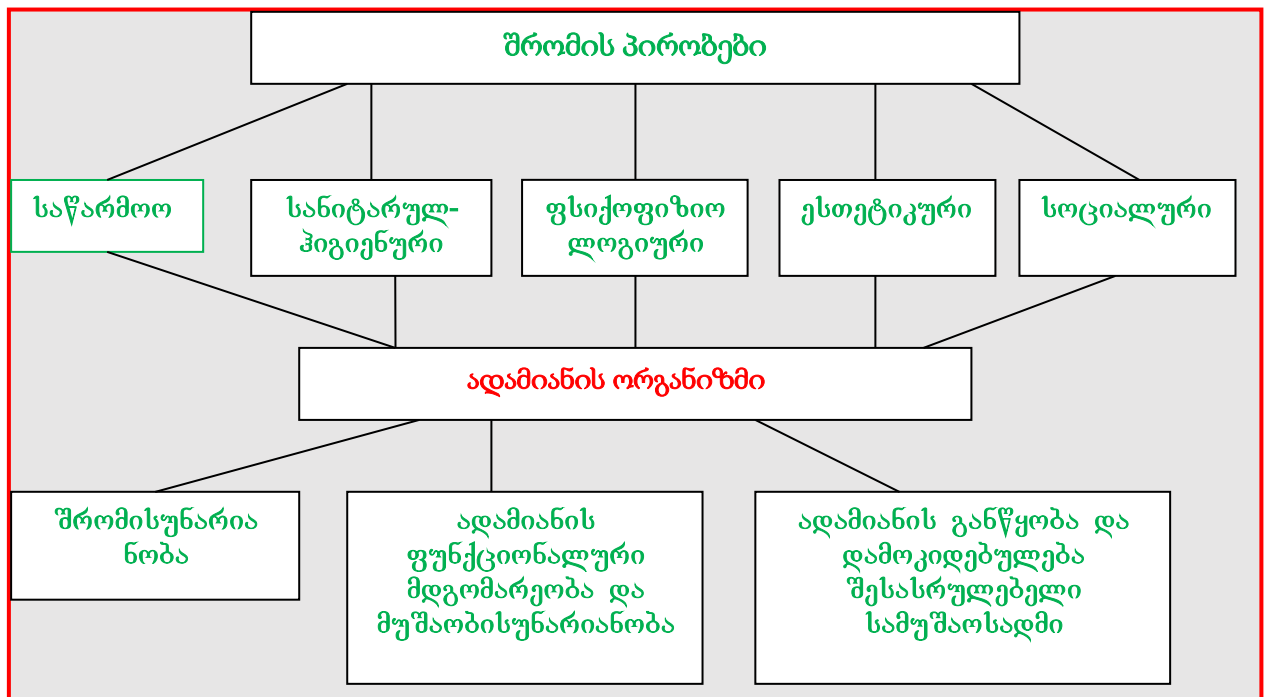 შრომის პირობები
საწარმოო
სანიტარულ-
ჰიგიენური
ფსიქოფიზიო
ლოგიური
ესთეტიკური
სოციალური
ადამიანის ორგანიზმი
შრომისუნარია
ნობა
ადამიანის
ფუნქციონალური
მდგომარეობა და
მუშაობისუნარიანობა
ადამიანის განწყობა და
დამოკიდებულება
შესასრულებელი
სამუშაოსადმი